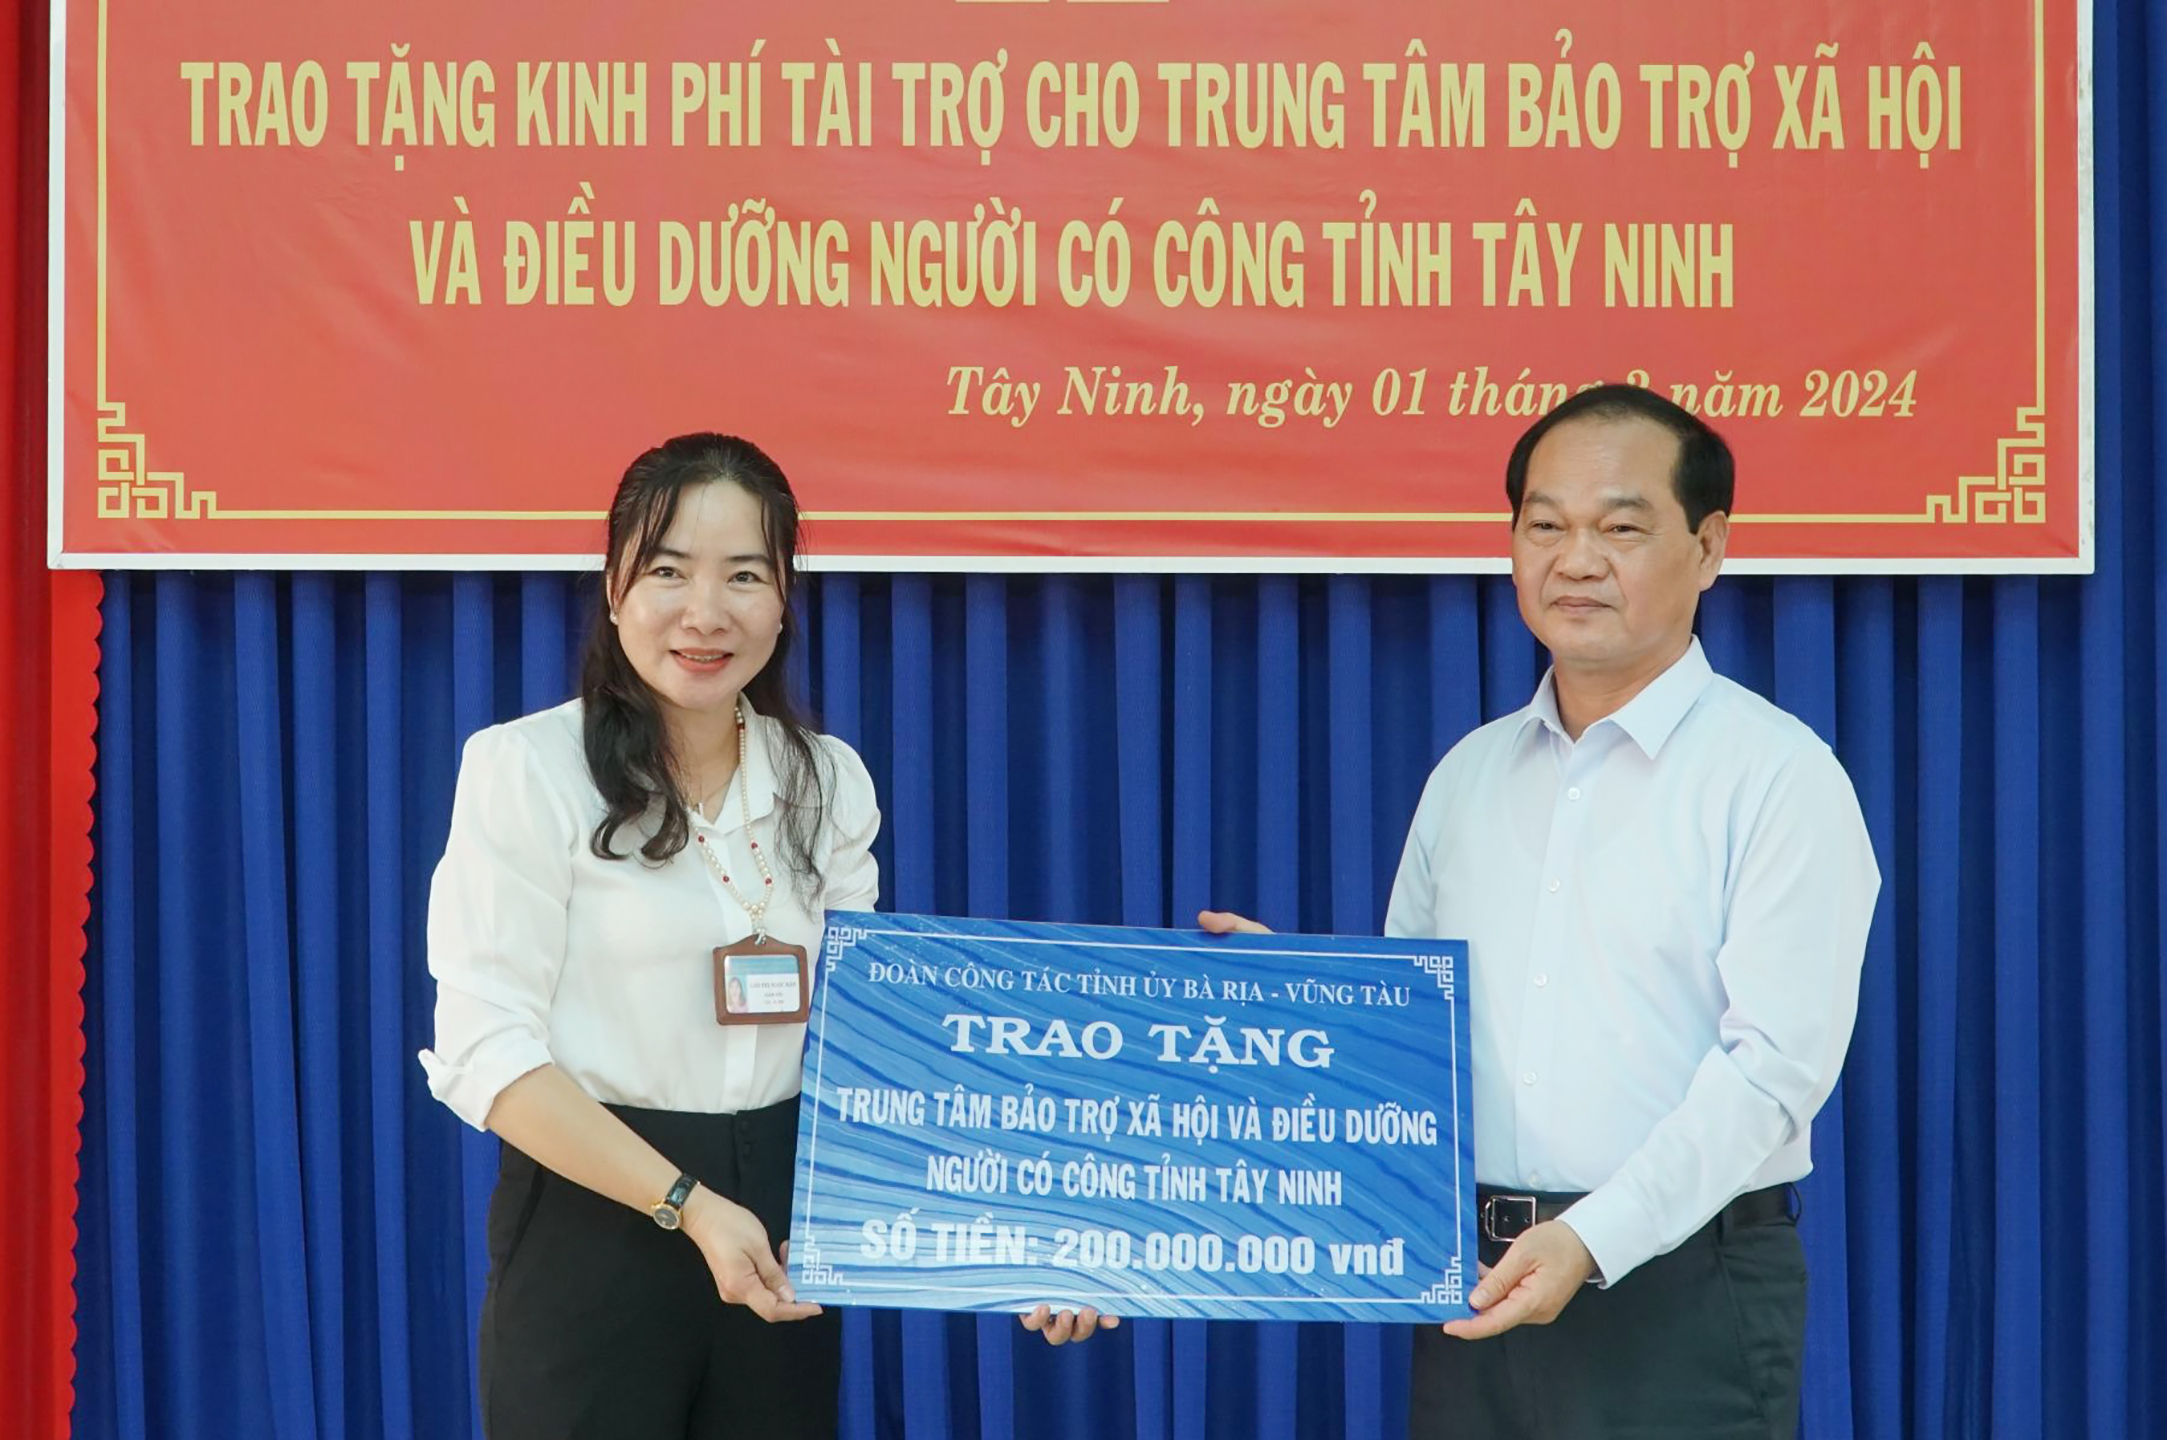 TRAO TẶNG KINH PHÍ TÀI TRỢ CHO TRUNG TÂM BẢO TRỢ XÃ HỘI
VÀ ĐIỀU DƯỠNG NGƯỜI CÓ CÔNG TỈNH TÂY NINH
Tây Ninh, ngày 01 năm 2024
ĐOÀN CÔNG TÁC TỈNH ỦY BÀ RỊA - VŨNG TÀU
TRAO TẶNG
TRUNG TÂM BẢO TRỢ XÃ HỘI VÀ ĐIỀU DƯỠNG
NGƯỜI CÓ CÔNG TỈNH TÂY NINH
SỐ TIỀN: 200.000.000 vnđ